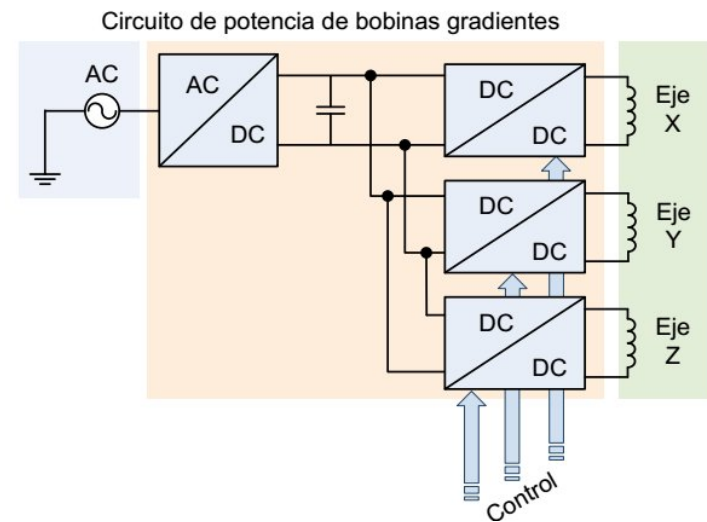 Circuito de potencia de bobinas gradientes
AC
AC
DC
DC
DC
Eje
X
DC
DC
Eje
Y
DC
DC
Eje
Z
Control